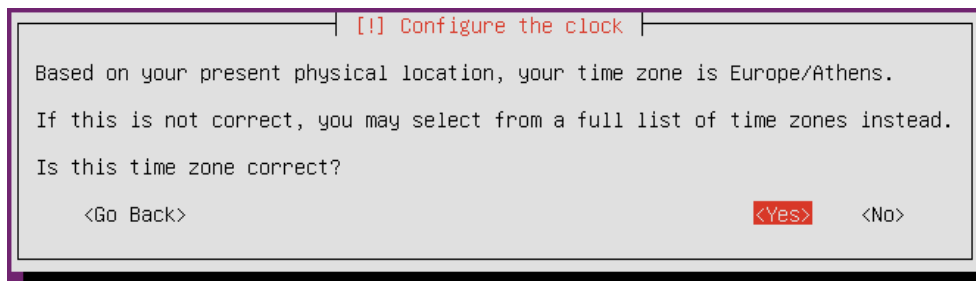 [!] Configure the clock
Based on your present physical location, your time zone is Europe/Athens.
If this is not correct, you may select from a full list of time zones instead.
Is this time zone correct?
<Go Back> <Yes> <No>